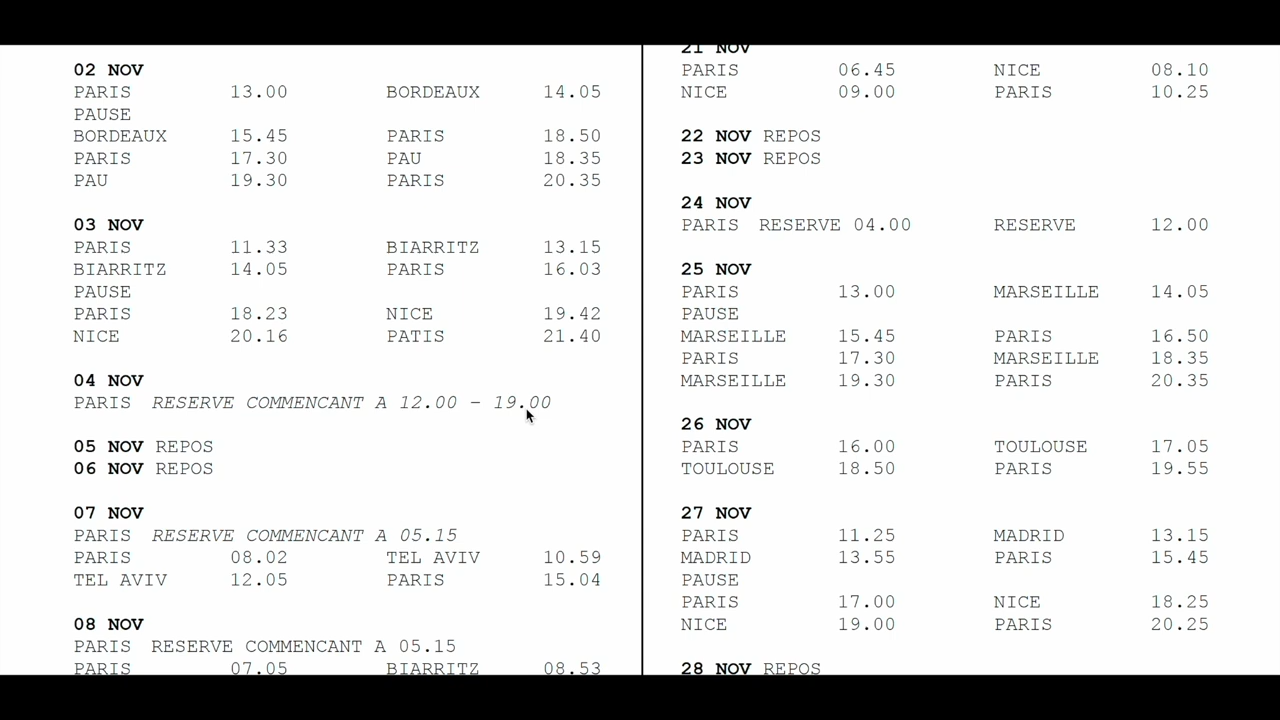 02 NOV
PARIS 13.00 BORDEAUX 14.05
PAUSE
BORDEAUX 15.45 PARIS 18.50
PARIS 17.30 PAU 18.35
PAU 19.30 PARIS 20.35
03 NOV
PARIS 11.33 BIARRITZ 13.15
BIARRITZ 14.05 PARIS 16.03
PAUSE
PARIS 18.23 NICE 19.42
NICE 20.16 PATIS 21.40
04 NOV
PARIS RESERVE COMMENCANT A 12.00 – 19.00
05 NOV REPOS
06 NOV REPOS
07 NOV
PARIS RESERVE COMMENCANT A 05.15
PARIS 08.02 TEL AVIV 10.59
TEL AVIV 12.05 PARIS 15.04
08 NOV
PARIS RESERVE COMMENCANT A 05.15
PARIS 07.05 BIARRITZ 08.53
21 NOV
PARIS 06.45 NICE 08.10
NICE 09.00 PARIS 10.25
22 NOV REPOS
23 NOV REPOS
24 NOV
PARIS RESERVE 04.00 RESERVE 12.00
25 NOV
PARIS 13.00 MARSEILLE 14.05
PAUSE
MARSEILLE 15.45 PARIS 16.50
PARIS 17.30 MARSEILLE 18.35
MARSEILLE 19.30 PARIS 20.35
26 NOV
PARIS 16.00 TOULOUSE 17.05
TOULOUSE 18.50 PARIS 19.55
27 NOV
PARIS 11.25 MADRID 13.15
MADRID 13.55 PARIS 15.45
PAUSE
PARIS 17.00 NICE 18.25
NICE 19.00 PARIS 20.25
28 NOV REPOS